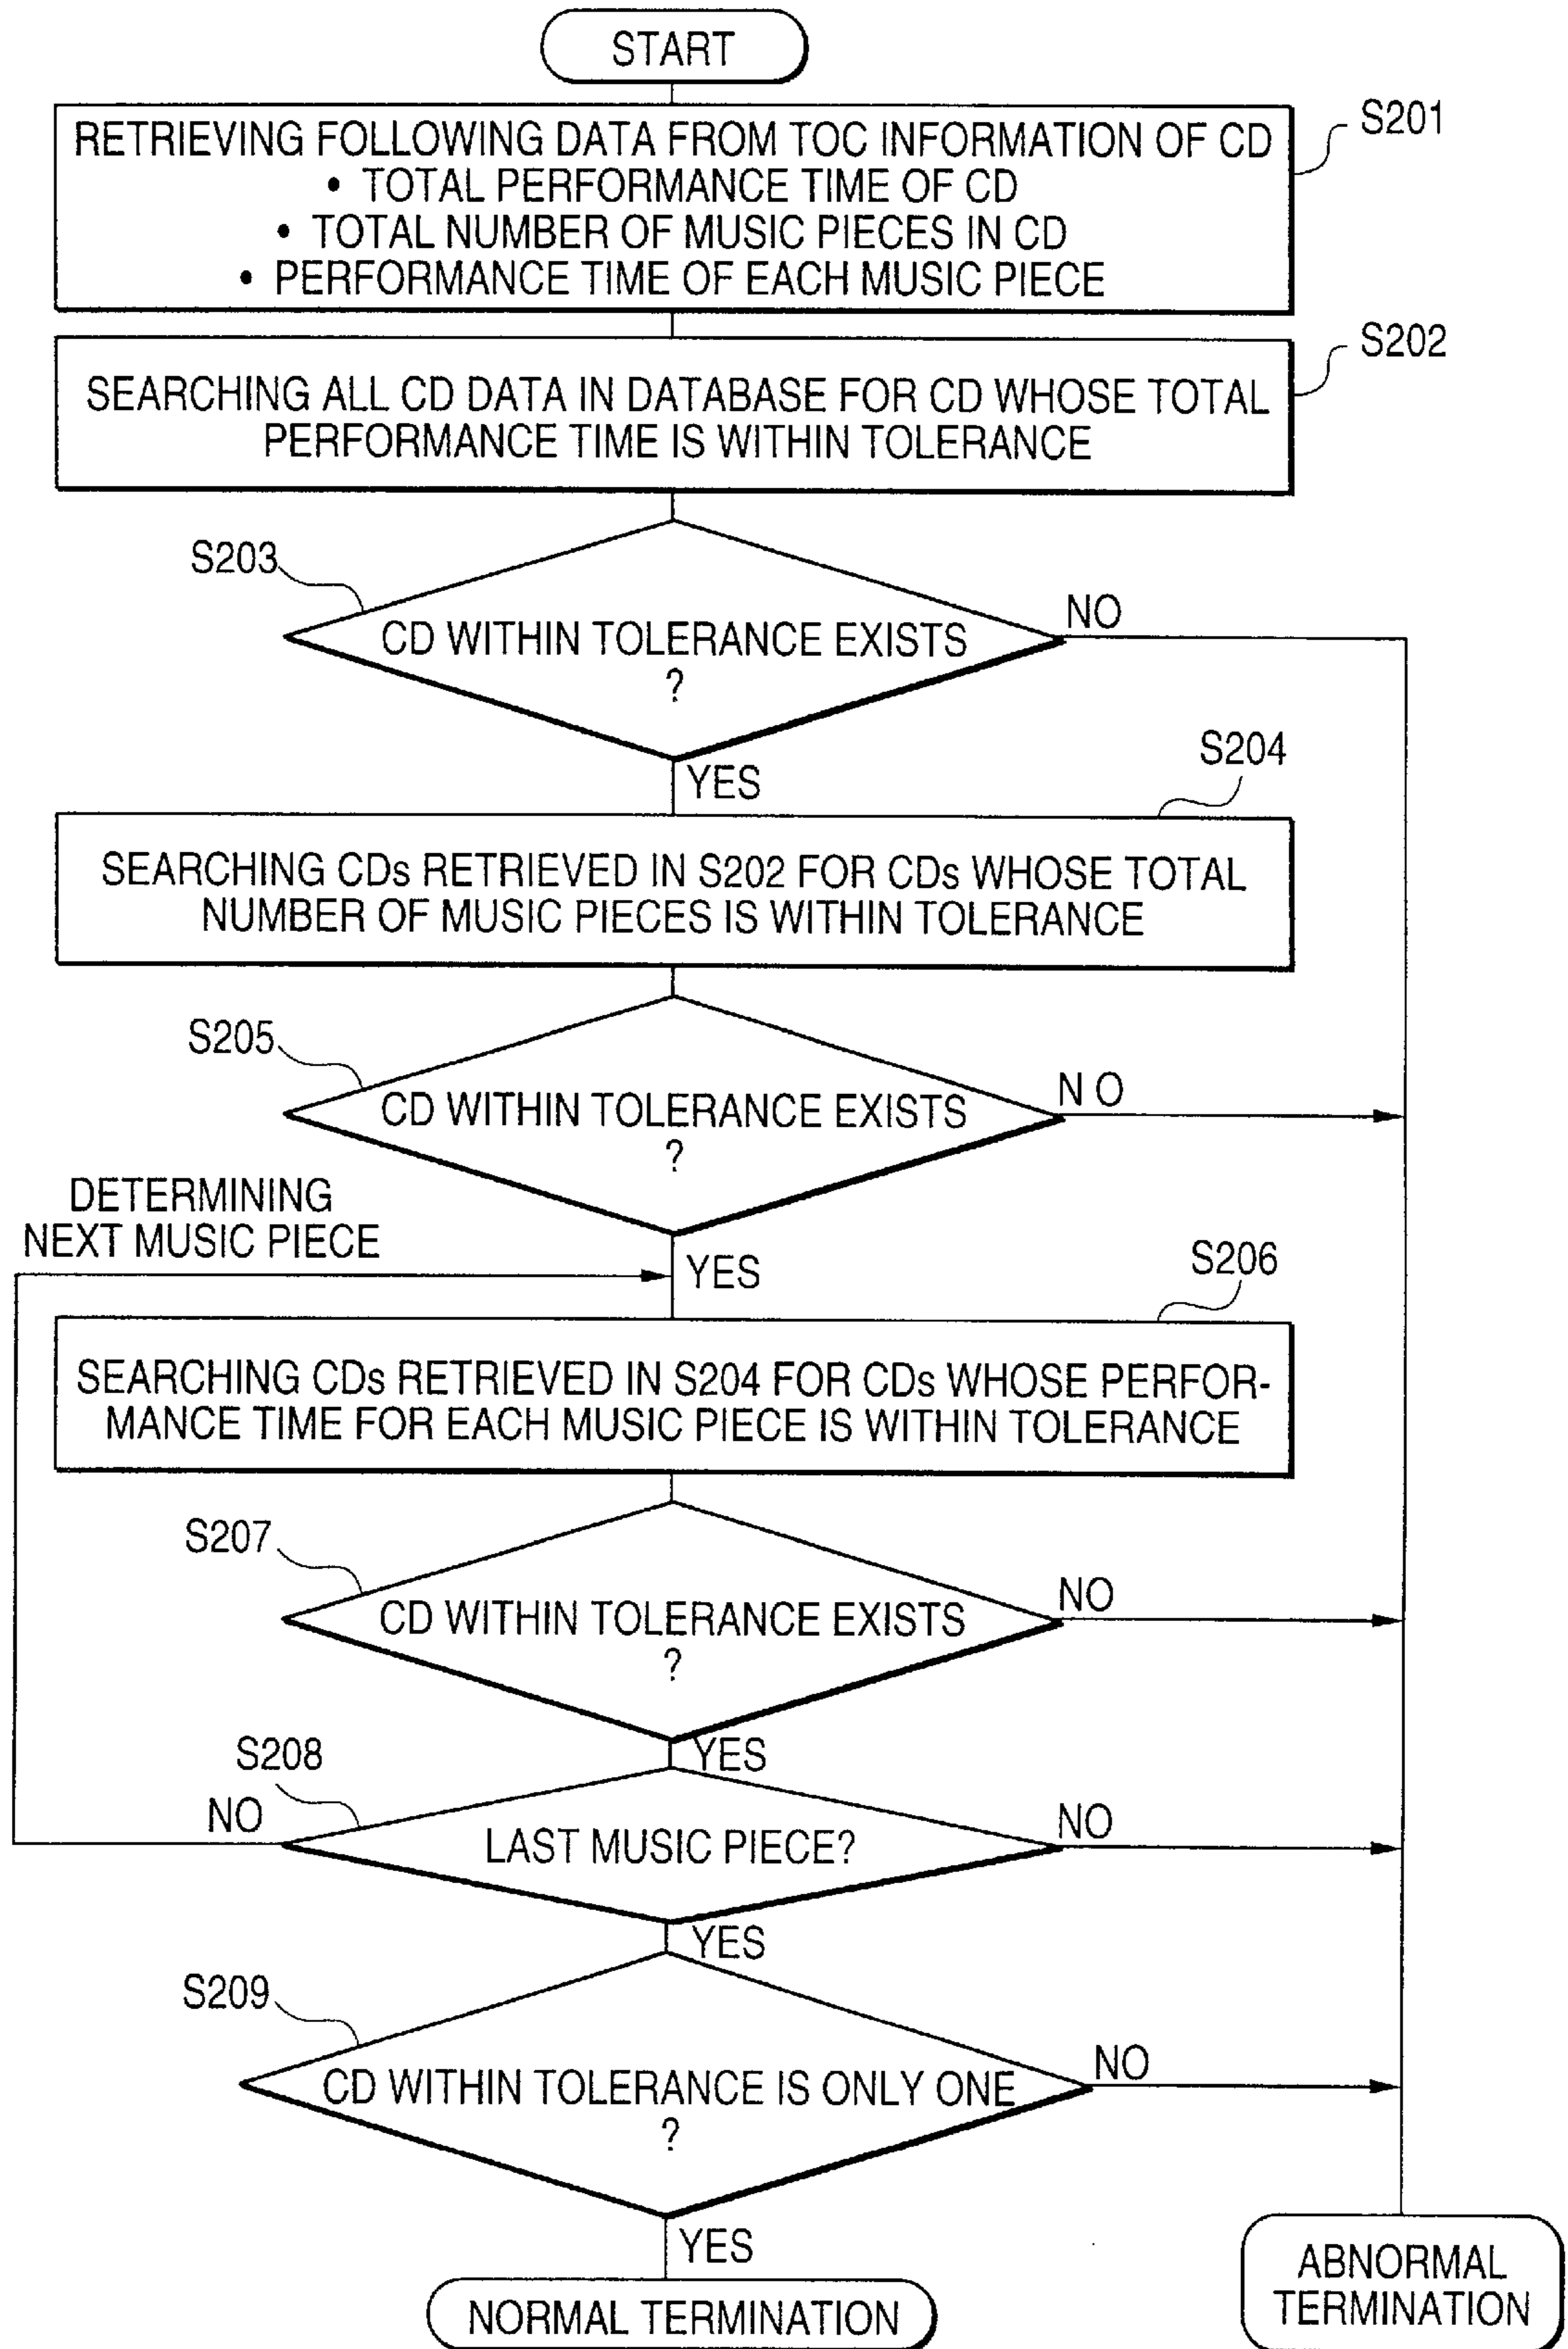 START
S201
RETRIEVING FOLLOWING DATA FROM TOC INFORMATION OF CD
• TOTAL PERFORMANCE TIME OF CD
• TOTAL NUMBER OF MUSIC PIECES IN CD
• PERFORMANCE TIME OF EACH MUSIC PIECE
S202
SEARCHING ALL CD DATA IN DATABASE FOR CD WHOSE TOTAL
PERFORMANCE TIME IS WITHIN TOLERANCE
S203
NO
CD WITHIN TOLERANCE EXISTS
?
YES
S204
SEARCHING CDs RETRIEVED IN S202 FOR CDs WHOSE TOTAL
NUMBER OF MUSIC PIECES IS WITHIN TOLERANCE
S205
N O
CD WITHIN TOLERANCE EXISTS
?
DETERMINING
NEXT MUSIC PIECE
YES
S206
SEARCHING CDs RETRIEVED IN S204 FOR CDs WHOSE PERFOR-
MANCE TIME FOR EACH MUSIC PIECE IS WITHIN TOLERANCE
S207
NO
CD WITHIN TOLERANCE EXISTS
?
YES
S208
NO
NO
LAST MUSIC PIECE?
YES
S209
NO
CD WITHIN TOLERANCE IS ONLY ONE
?
YES
NORMAL TERMINATION
ABNORMAL
TERMINATION